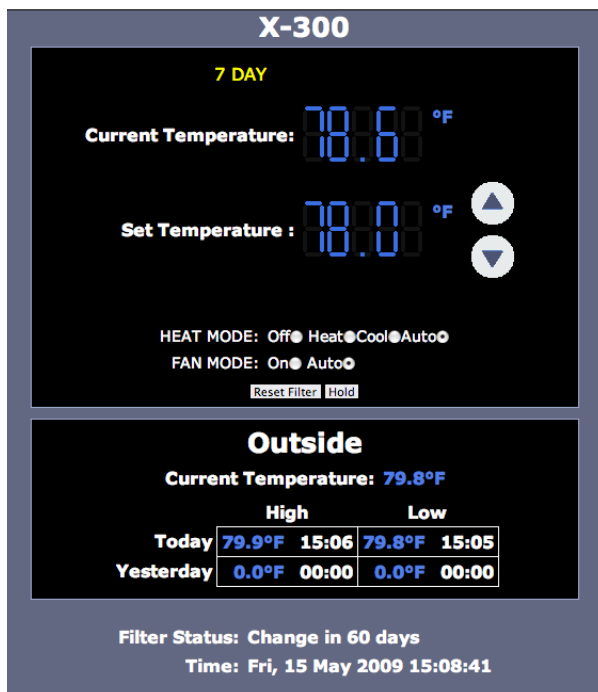 X-300
7 DAY
Current Temperature: 78.6 °F
Set Temperature : 78.0 °F
HEAT MODE: Off Heat Cool Auto
FAN MODE: On Auto
Reset Filter Hold
Outside
Current Temperature: 79.8°F
High Low
Today 79.9°F 15:06 79.8°F 15:05
Yesterday 0.0°F 00:00 0.0°F 00:00
Filter Status: Change in 60 days
Time: Fri, 15 May 2009 15:08:41